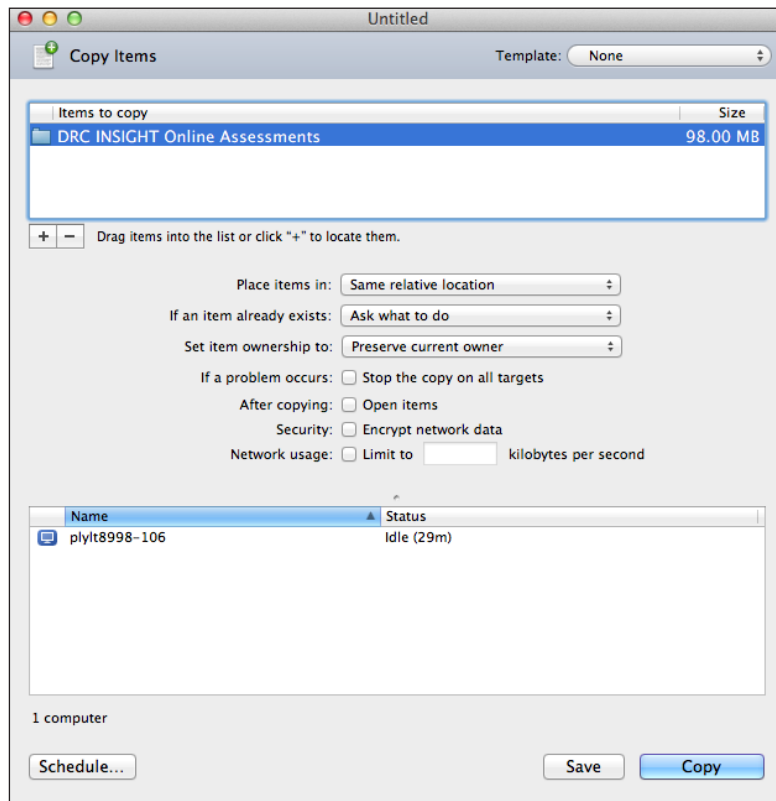 Untitled
Copy Items Template: None
Items to copy Size
DRC INSIGHT Online Assessments 98.00 MB
+ − Drag items into the list or click "+" to locate them.
Place items in: Same relative location
If an item already exists: Ask what to do
Set item ownership to: Preserve current owner
If a problem occurs: Stop the copy on all targets
After copying: Open items
Security: Encrypt network data
Network usage: Limit to kilobytes per second
Name Status
plylt8998-106 Idle (29m)
1 computer
Schedule... Save Copy